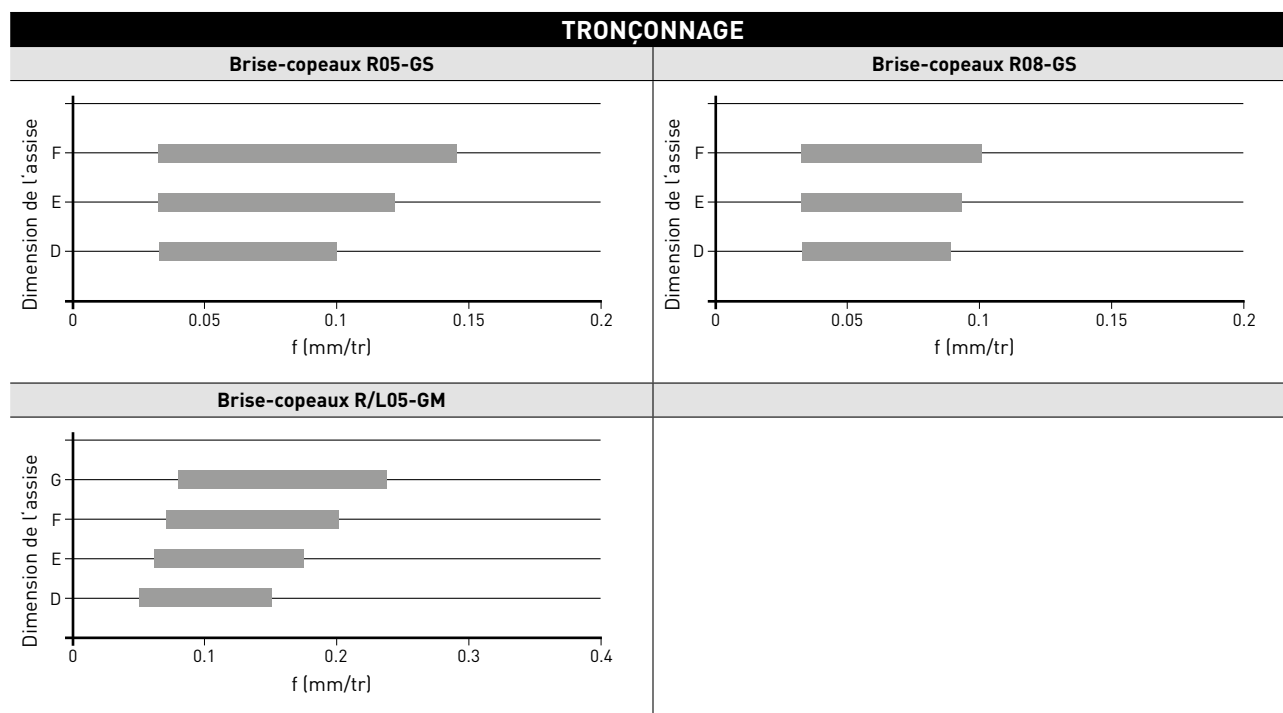 TRONÇONNAGE
Brise-copeaux R05-GS
Dimension de l'assise
F
E
D
0 0.05 0.1 0.15 0.2
f (mm/tr)
Brise-copeaux R08-GS
Dimension de l'assise
F
E
D
0 0.05 0.1 0.15 0.2
f (mm/tr)
Brise-copeaux R/L05-GM
Dimension de l'assise
G
F
E
D
0 0.1 0.2 0.3 0.4
f (mm/tr)